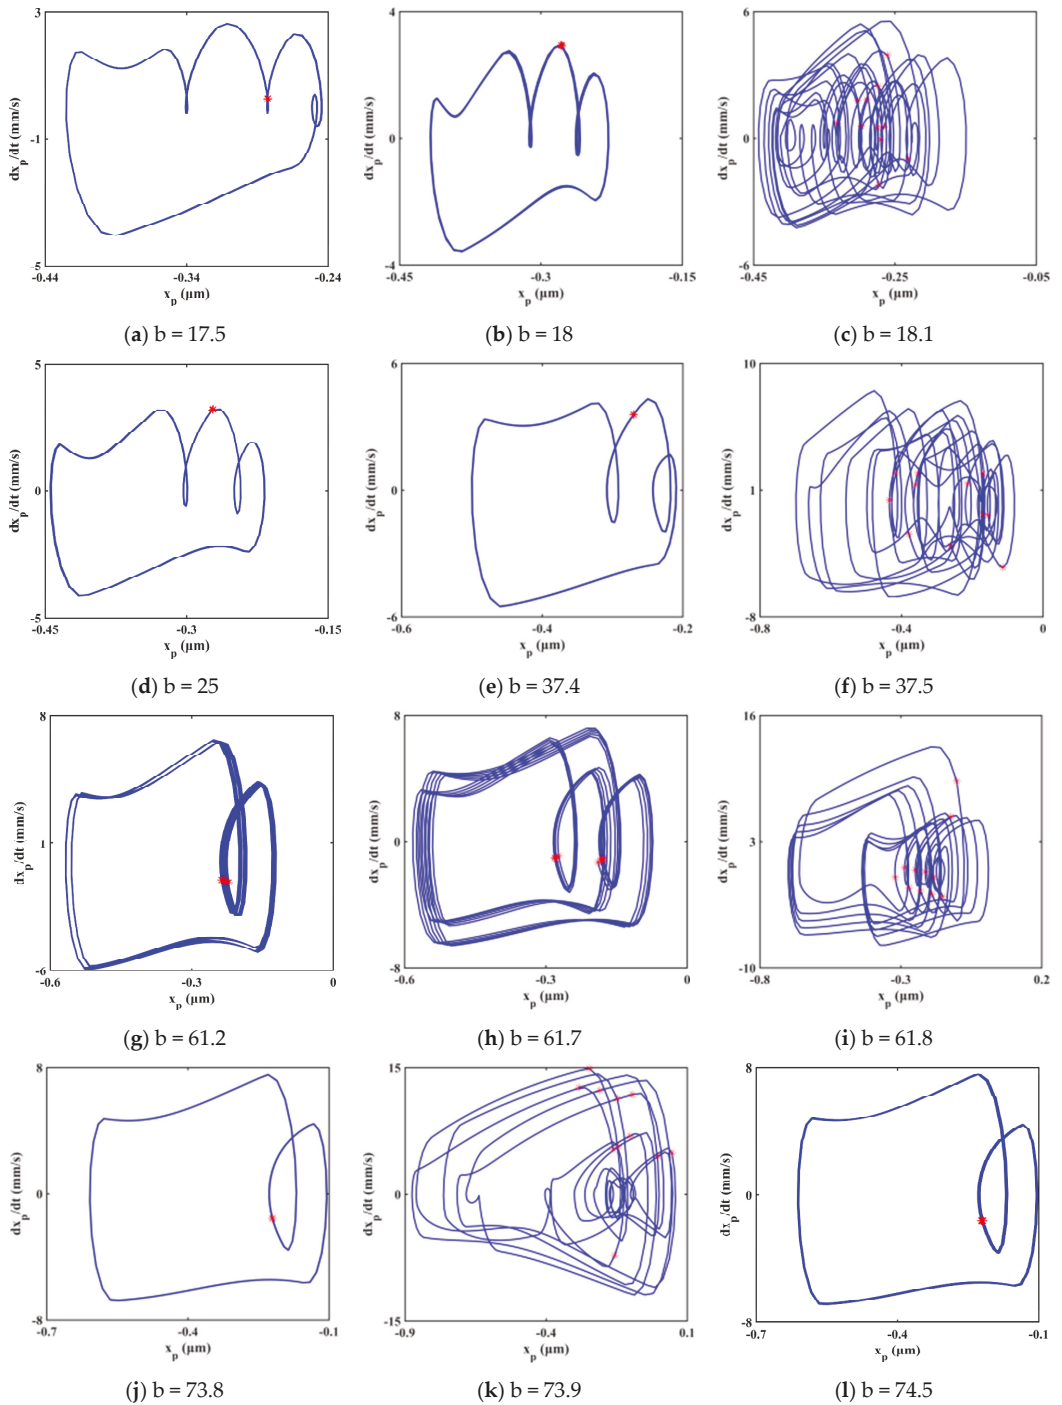 3 4 6
dx_p/dt (mm/s) dx_p/dt (mm/s) dx_p/dt (mm/s)
-1 0 0
-5 -4 -6
-0.44 -0.34 -0.24 -0.45 -0.3 -0.15 -0.45 -0.25 -0.05
x_p (μm) x_p (μm) x_p (μm)
(a) b = 17.5 (b) b = 18 (c) b = 18.1
5 6 10
dx_p/dt (mm/s) dx_p/dt (mm/s) dx_p/dt (mm/s)
0 0 1
-5 -6 -8
-0.45 -0.3 -0.15 -0.6 -0.4 -0.2 -0.8 -0.4 0
x_p (μm) x_p (μm) x_p (μm)
(d) b = 25 (e) b = 37.4 (f) b = 37.5
8 8 16
dx_p/dt (mm/s) dx_p/dt (mm/s) dx_p/dt (mm/s)
1 0 3
-6 -8 -10
-0.6 -0.3 0 -0.6 -0.3 0 -0.8 -0.3 0.2
x_p (μm) x_p (μm) x_p (μm)
(g) b = 61.2 (h) b = 61.7 (i) b = 61.8
8 15 8
dx_p/dt (mm/s) dx_p/dt (mm/s) dx_p/dt (mm/s)
0 0 0
-8 -15 -8
-0.7 -0.4 -0.1 -0.9 -0.4 0.1 -0.7 -0.4 -0.1
x_p (μm) x_p (μm) x_p (μm)
(j) b = 73.8 (k) b = 73.9 (l) b = 74.5